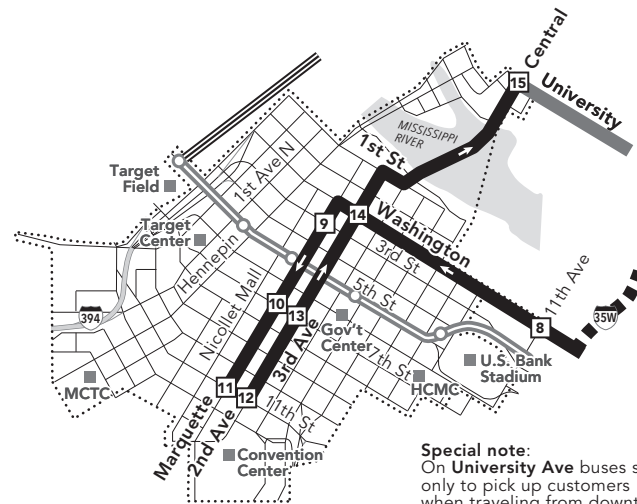 Central
15
University
MISSISSIPPI
RIVER
1st St
Target
Field
1st Ave N
9
14
Washington
Target
Center
3rd St
11th Ave
Hennepin
Nicollet Mall
5th St
35W
394
10
13
8
Gov't
Center
3rd Ave
7th St
U.S. Bank
Stadium
MCTC
11
12
HCMC
11th St
Marquette
2nd Ave
Convention
Center
Special note:
On University Ave buses s
only to pick up customers
when traveling from downt